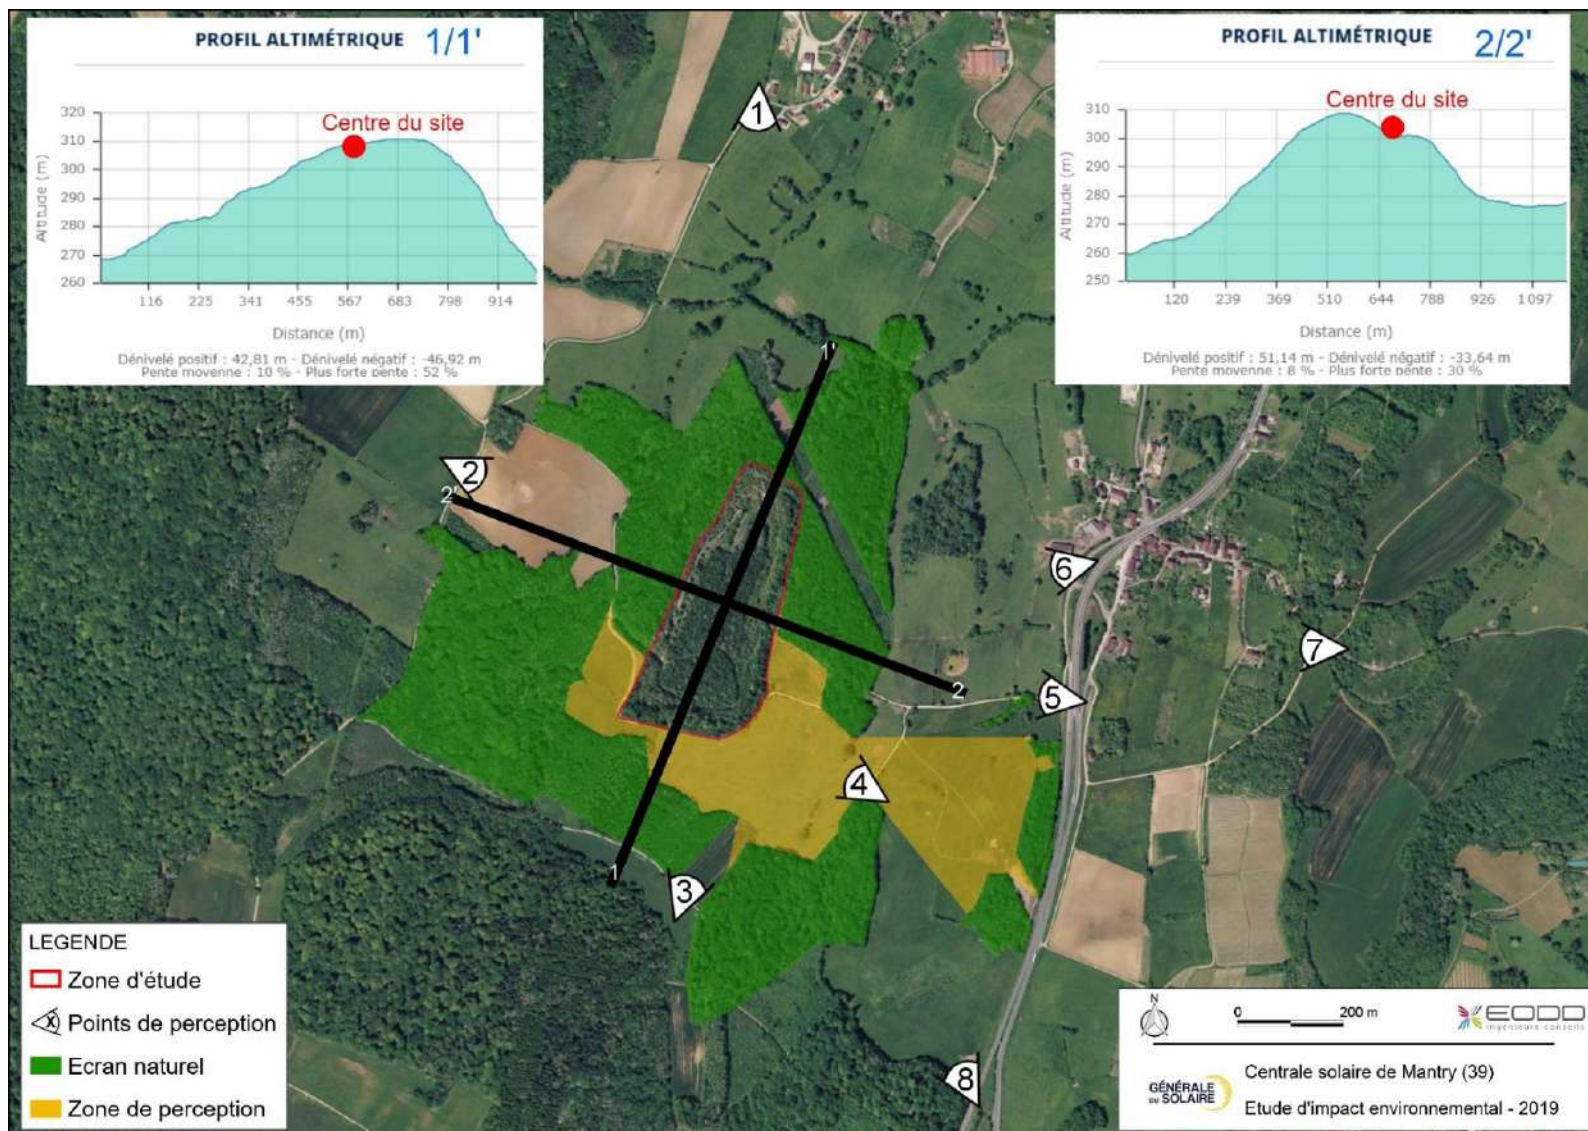 PROFIL ALTIMÉTRIQUE 1/1'
320
310
300
290
280
270
260
Altitude (m)
Centre du site
116 225 341 455 567 683 798 914
Distance (m)
Dénivelé positif : 42,81 m - Dénivelé négatif : -46,92 m
Pente moyenne : 10 % - Plus forte pente : 52 %
PROFIL ALTIMÉTRIQUE 2/2'
310
300
290
280
270
260
250
Altitude (m)
Centre du site
120 239 369 510 644 788 926 1 097
Distance (m)
Dénivelé positif : 51,14 m - Dénivelé négatif : -33,64 m
Pente moyenne : 8 % - Plus forte pente : 30 %
1
1'
2
2'
6
7
2
5
4
1
3
8
LEGENDE
Zone d'étude
x Points de perception
Ecran naturel
Zone de perception
N
0 200 m
EODD
ingénieurs conseils
GÉNÉRALE
DU SOLAIRE
Centrale solaire de Mantry (39)
Etude d'impact environnemental - 2019